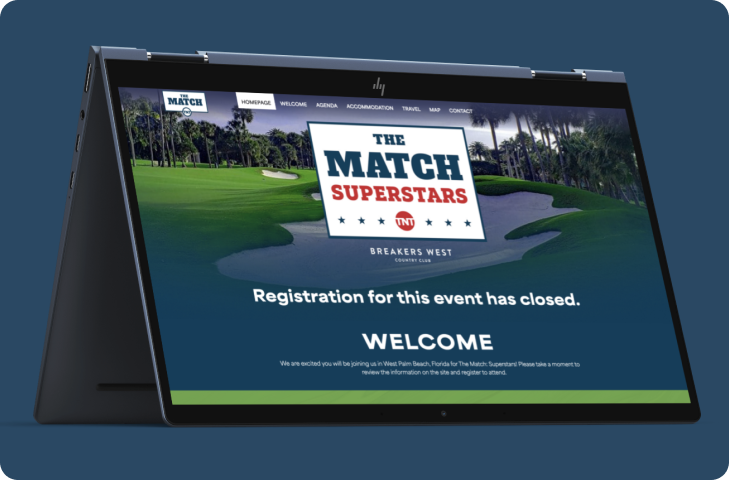 hp
THE
MATCH
TNT
HOMEPAGE WELCOME AGENDA ACCOMMODATION TRAVEL MAP CONTACT
THE
MATCH
SUPERSTARS
TNT
BREAKERS WEST
COUNTRY CLUB
Registration for this event has closed.
WELCOME
We are excited you will be joining us in West Palm Beach, Florida for The Match: Superstars! Please take a moment to
review the information on the site and register to attend.